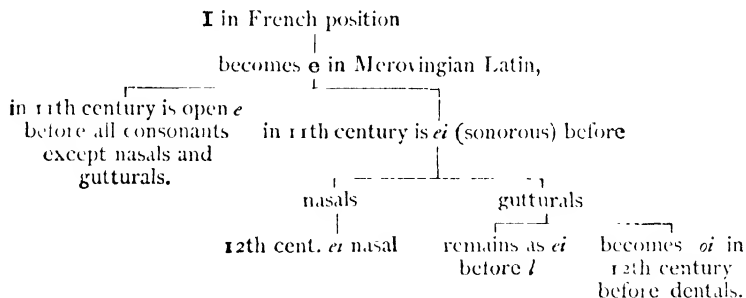 I in French position
becomes e in Merovingian Latin,
in 11th century is open e
before all consonants
except nasals and
gutturals.
in 11th century is ei (sonorous) before
nasals
gutturals
12th cent. ei nasal
remains as ei
before l
becomes oi in
12th century
before dentals.